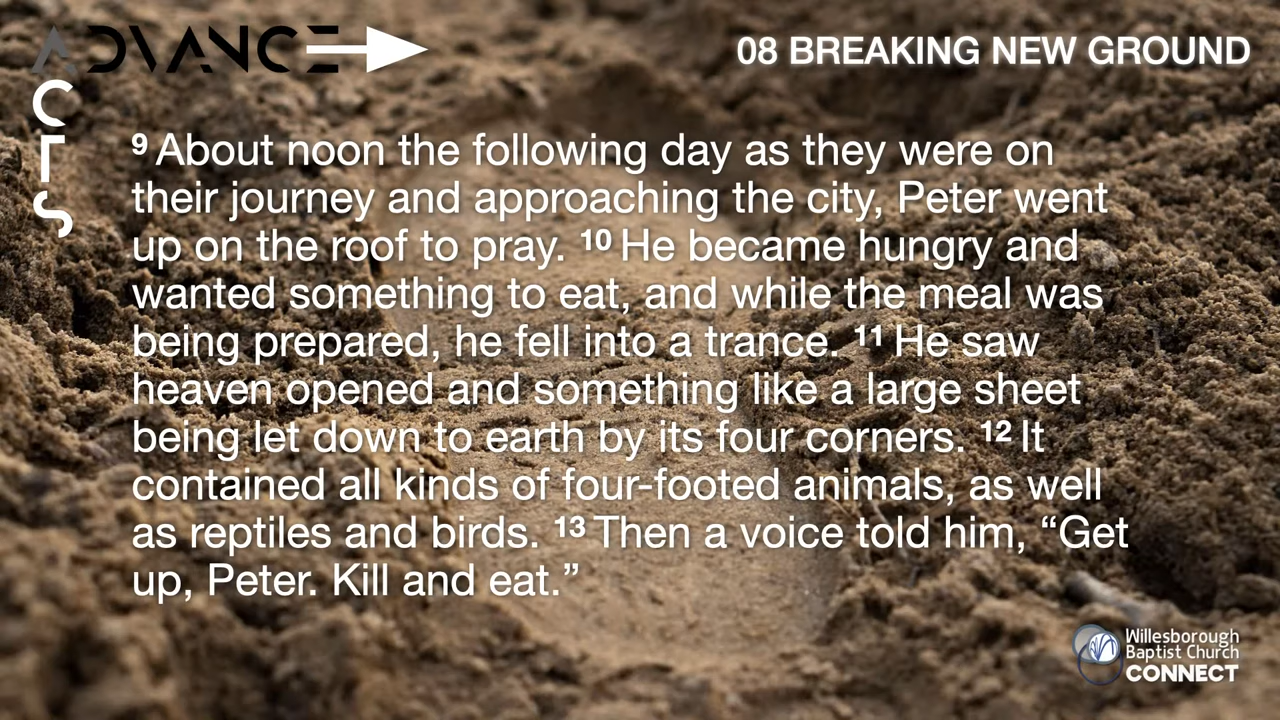 ADVANCE
CTS
08 BREAKING NEW GROUND
9 About noon the following day as they were on
their journey and approaching the city, Peter went
up on the roof to pray. 10 He became hungry and
wanted something to eat, and while the meal was
being prepared, he fell into a trance. 11 He saw
heaven opened and something like a large sheet
being let down to earth by its four corners. 12 It
contained all kinds of four-footed animals, as well
as reptiles and birds. 13 Then a voice told him, “Get
up, Peter. Kill and eat.”
Willesborough
Baptist Church
CONNECT